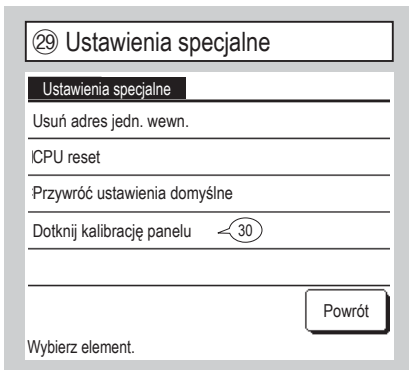 ㉙ Ustawienia specjalne
Ustawienia specjalne
Usuń adres jedn. wewn.
CPU reset
Przywróć ustawienia domyślne
Dotknij kalibrację panelu 30
Powrót
Wybierz element.